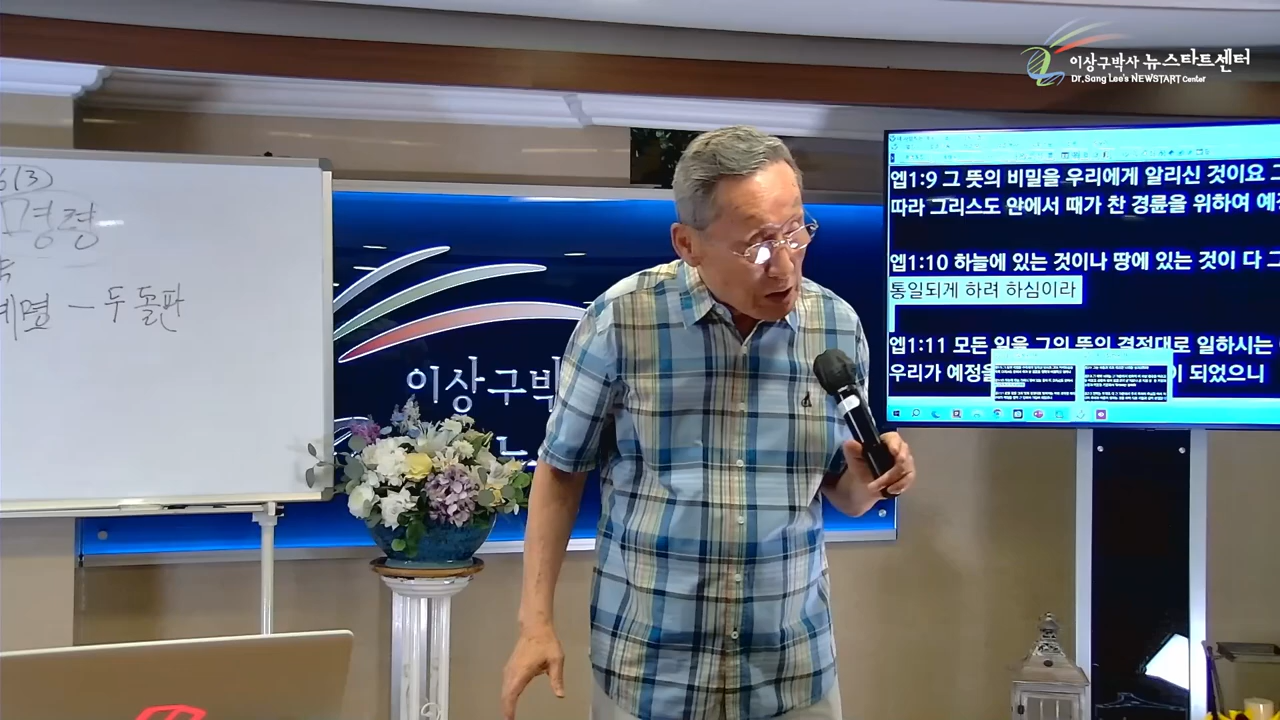 이상구박사 뉴스타트센터
Dr. Sang Lee's NEWSTART Center
6(3)
명령
계명 - 두 돌판
이상구박
엡1:9 그 뜻의 비밀을 우리에게 알리신 것이요 그
따라 그리스도 안에서 때가 찬 경륜을 위하여 예정
엡1:10 하늘에 있는 것이나 땅에 있는 것이 다 그
통일되게 하려 하심이라
엡1:11 모든 일을 그의 뜻의 결정대로 일하시는
우리가 예정을 이 되었으니